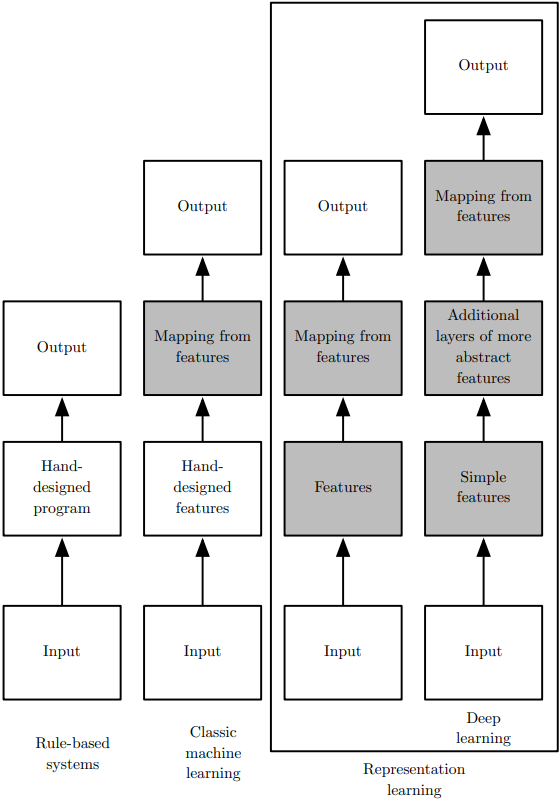 Output
Mapping from
features
Additional
layers of more
abstract
features
Simple
features
Input
Deep
learning
Output
Mapping from
features
Features
Input
Representation
learning
Output
Mapping from
features
Hand-
designed
features
Input
Classic
machine
learning
Output
Hand-
designed
program
Input
Rule-based
systems